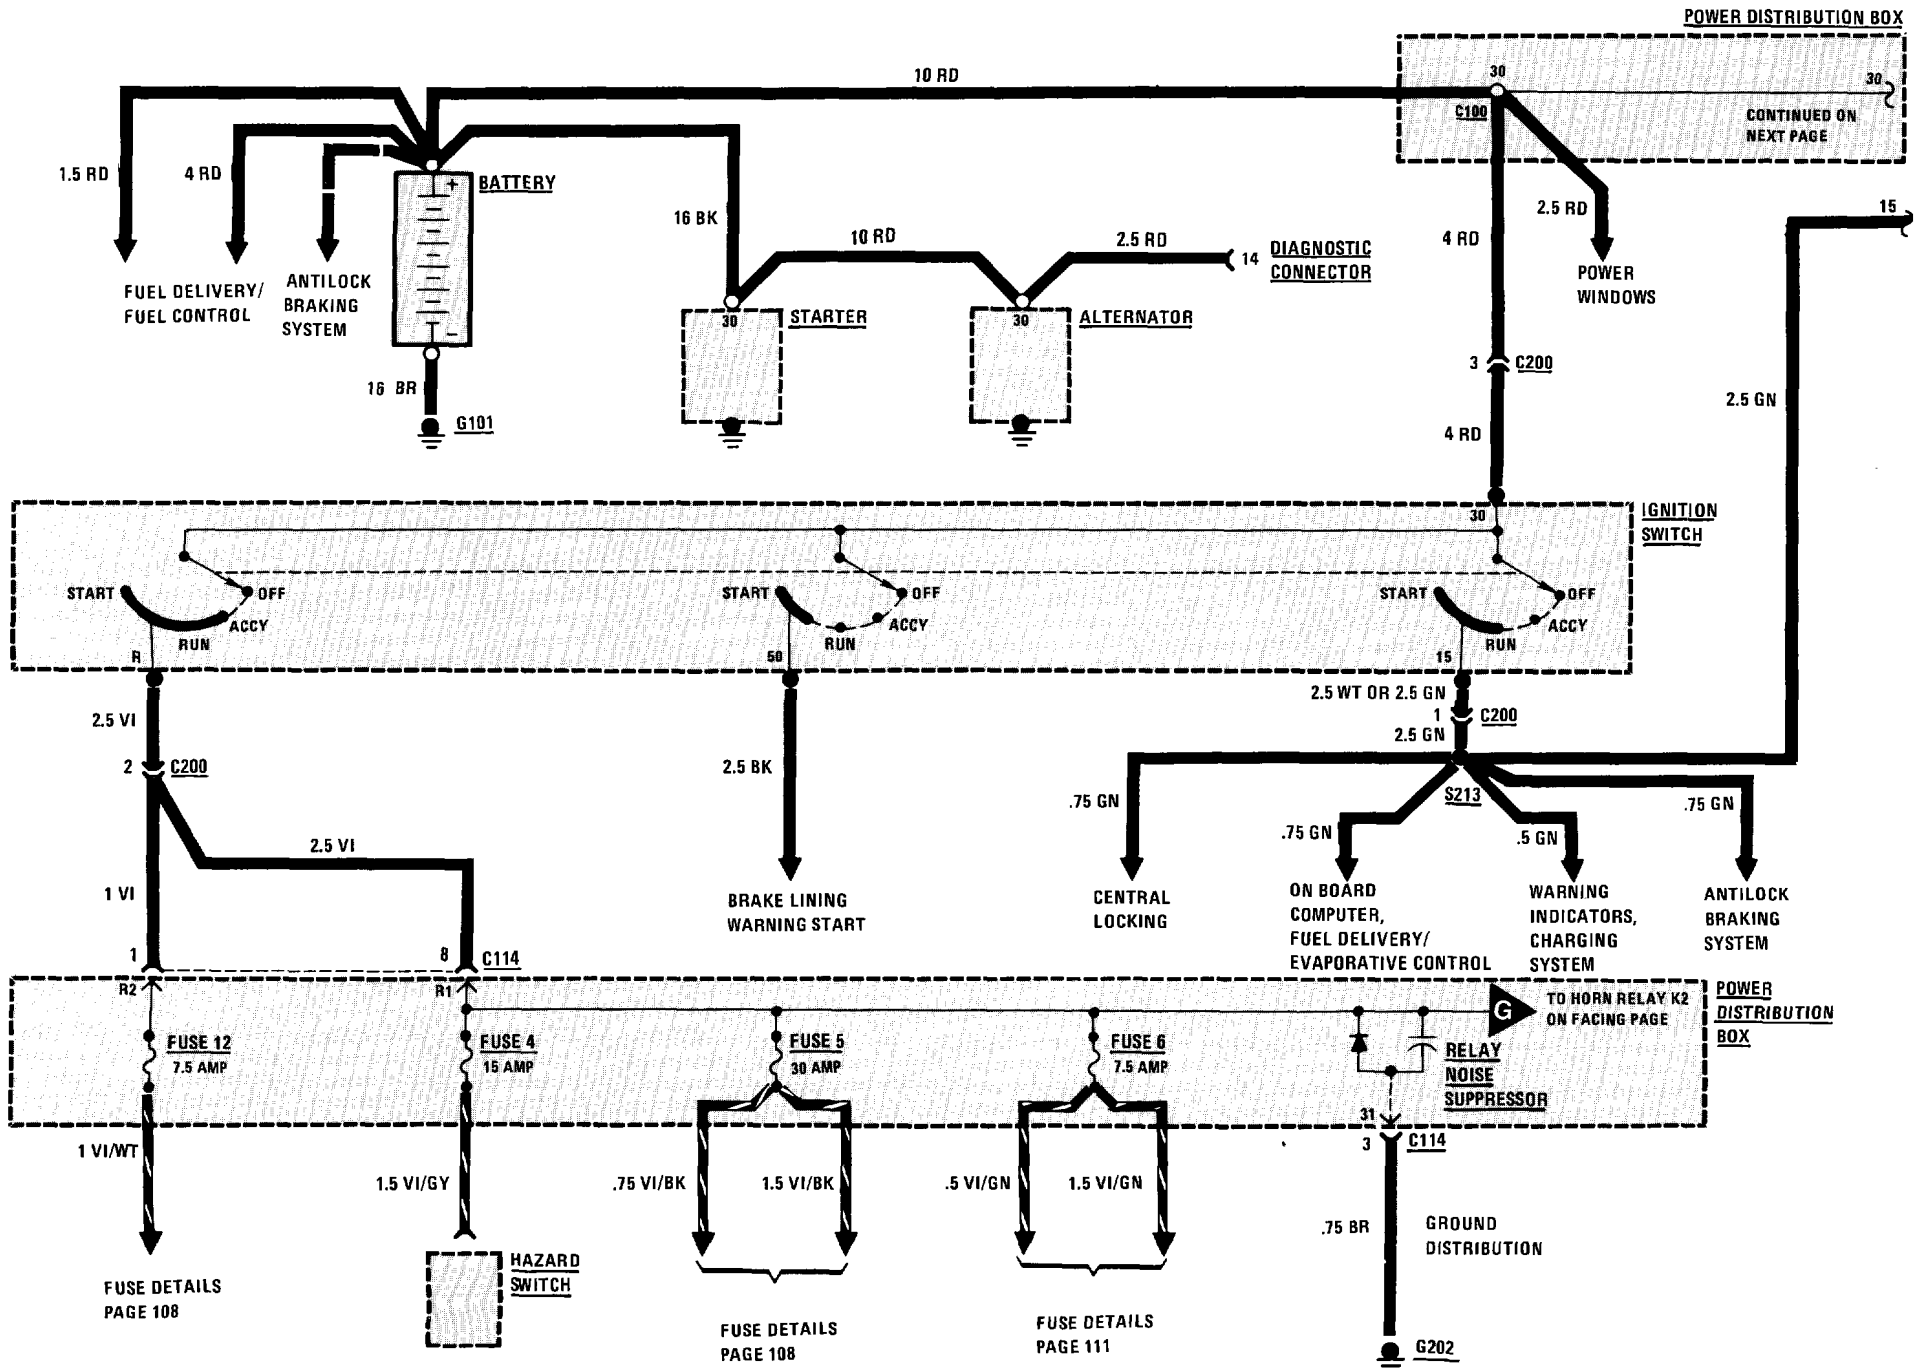 POWER DISTRIBUTION BOX
10 RD
30
30
C100
CONTINUED ON
NEXT PAGE
1.5 RD
4 RD
+
BATTERY
–
16 BK
10 RD
2.5 RD
14
DIAGNOSTIC
CONNECTOR
4 RD
2.5 RD
15
POWER
WINDOWS
FUEL DELIVERY/
FUEL CONTROL
ANTILOCK
BRAKING
SYSTEM
30
STARTER
30
ALTERNATOR
16 BR
G101
3
C200
2.5 GN
4 RD
30
IGNITION
SWITCH
START
OFF
ACCY
RUN
R
START
OFF
ACCY
RUN
50
START
OFF
ACCY
RUN
15
2.5 VI
2
C200
2.5 BK
2.5 WT OR 2.5 GN
1
C200
2.5 GN
S213
.75 GN
.75 GN
.5 GN
.75 GN
2.5 VI
1 VI
BRAKE LINING
WARNING START
CENTRAL
LOCKING
ON BOARD
COMPUTER,
FUEL DELIVERY/
EVAPORATIVE CONTROL
WARNING
INDICATORS,
CHARGING
SYSTEM
ANTILOCK
BRAKING
SYSTEM
1
8
C114
R2
R1
POWER
DISTRIBUTION
BOX
G
TO HORN RELAY K2
ON FACING PAGE
FUSE 12
7.5 AMP
FUSE 4
15 AMP
FUSE 5
30 AMP
FUSE 6
7.5 AMP
RELAY
NOISE
SUPPRESSOR
31
3
C114
1 VI/WT
1.5 VI/GY
.75 VI/BK
1.5 VI/BK
.5 VI/GN
1.5 VI/GN
.75 BR
GROUND
DISTRIBUTION
FUSE DETAILS
PAGE 108
HAZARD
SWITCH
FUSE DETAILS
PAGE 108
FUSE DETAILS
PAGE 111
G202